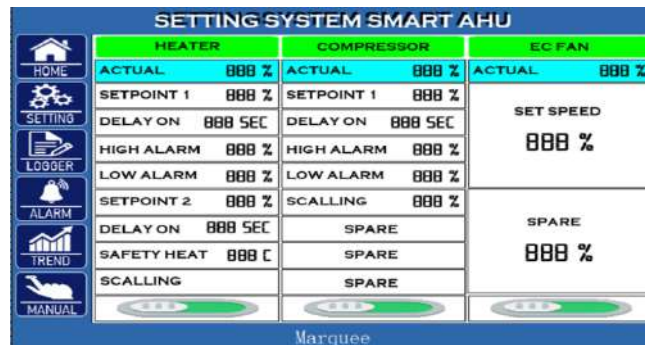 SETTING SYSTEM SMART AHU
HOME
SETTING
LOGGER
ALARM
TREND
MANUAL
HEATER
ACTUAL 888 %
SETPOINT 1 888 %
DELAY ON 888 SEC
HIGH ALARM 888 %
LOW ALARM 888 %
SETPOINT 2 888 %
DELAY ON 888 SEC
SAFETY HEAT 888 C
SCALLING
COMPRESSOR
ACTUAL 888 %
SETPOINT 1 888 %
DELAY ON 888 SEC
HIGH ALARM 888 %
LOW ALARM 888 %
SCALLING 888 %
SPARE
SPARE
SPARE
EC FAN
ACTUAL 888 %
SET SPEED
888 %
SPARE
888 %
Marquee